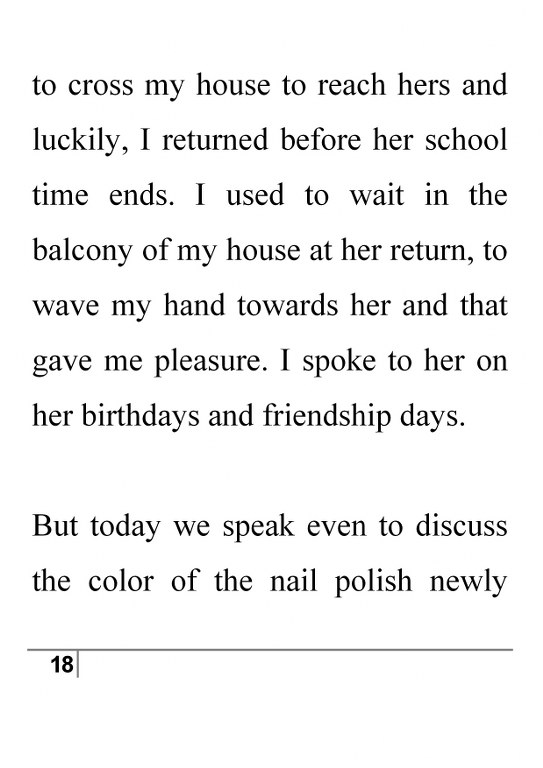 to cross my house to reach hers and
luckily, I returned before her school
time ends. I used to wait in the
balcony of my house at her return, to
wave my hand towards her and that
gave me pleasure. I spoke to her on
her birthdays and friendship days.
But today we speak even to discuss
the color of the nail polish newly
18